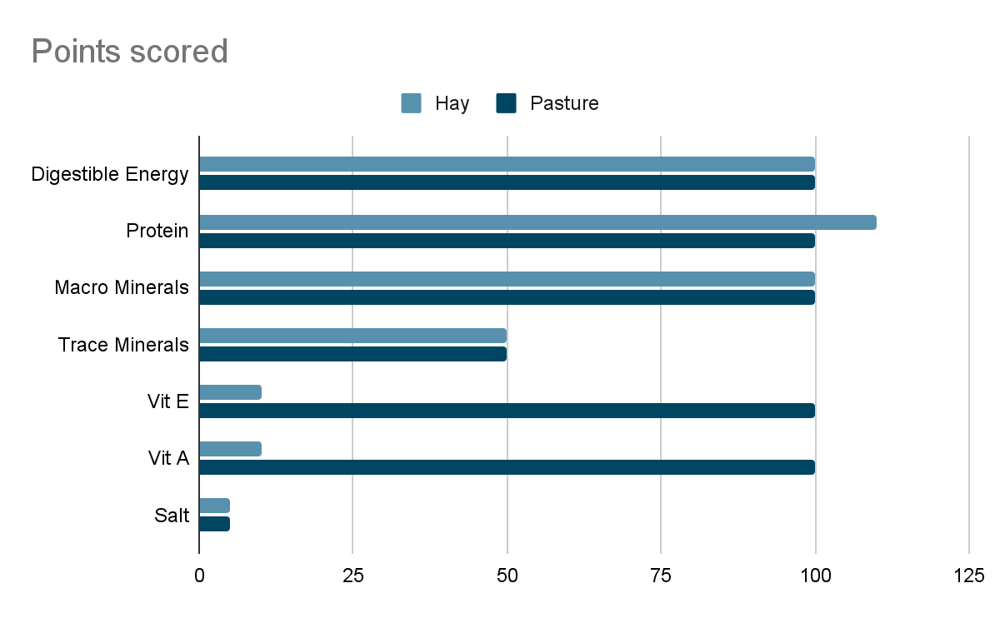 Points scored
Hay Pasture
Digestible Energy
Protein
Macro Minerals
Trace Minerals
Vit E
Vit A
Salt
0 25 50 75 100 125